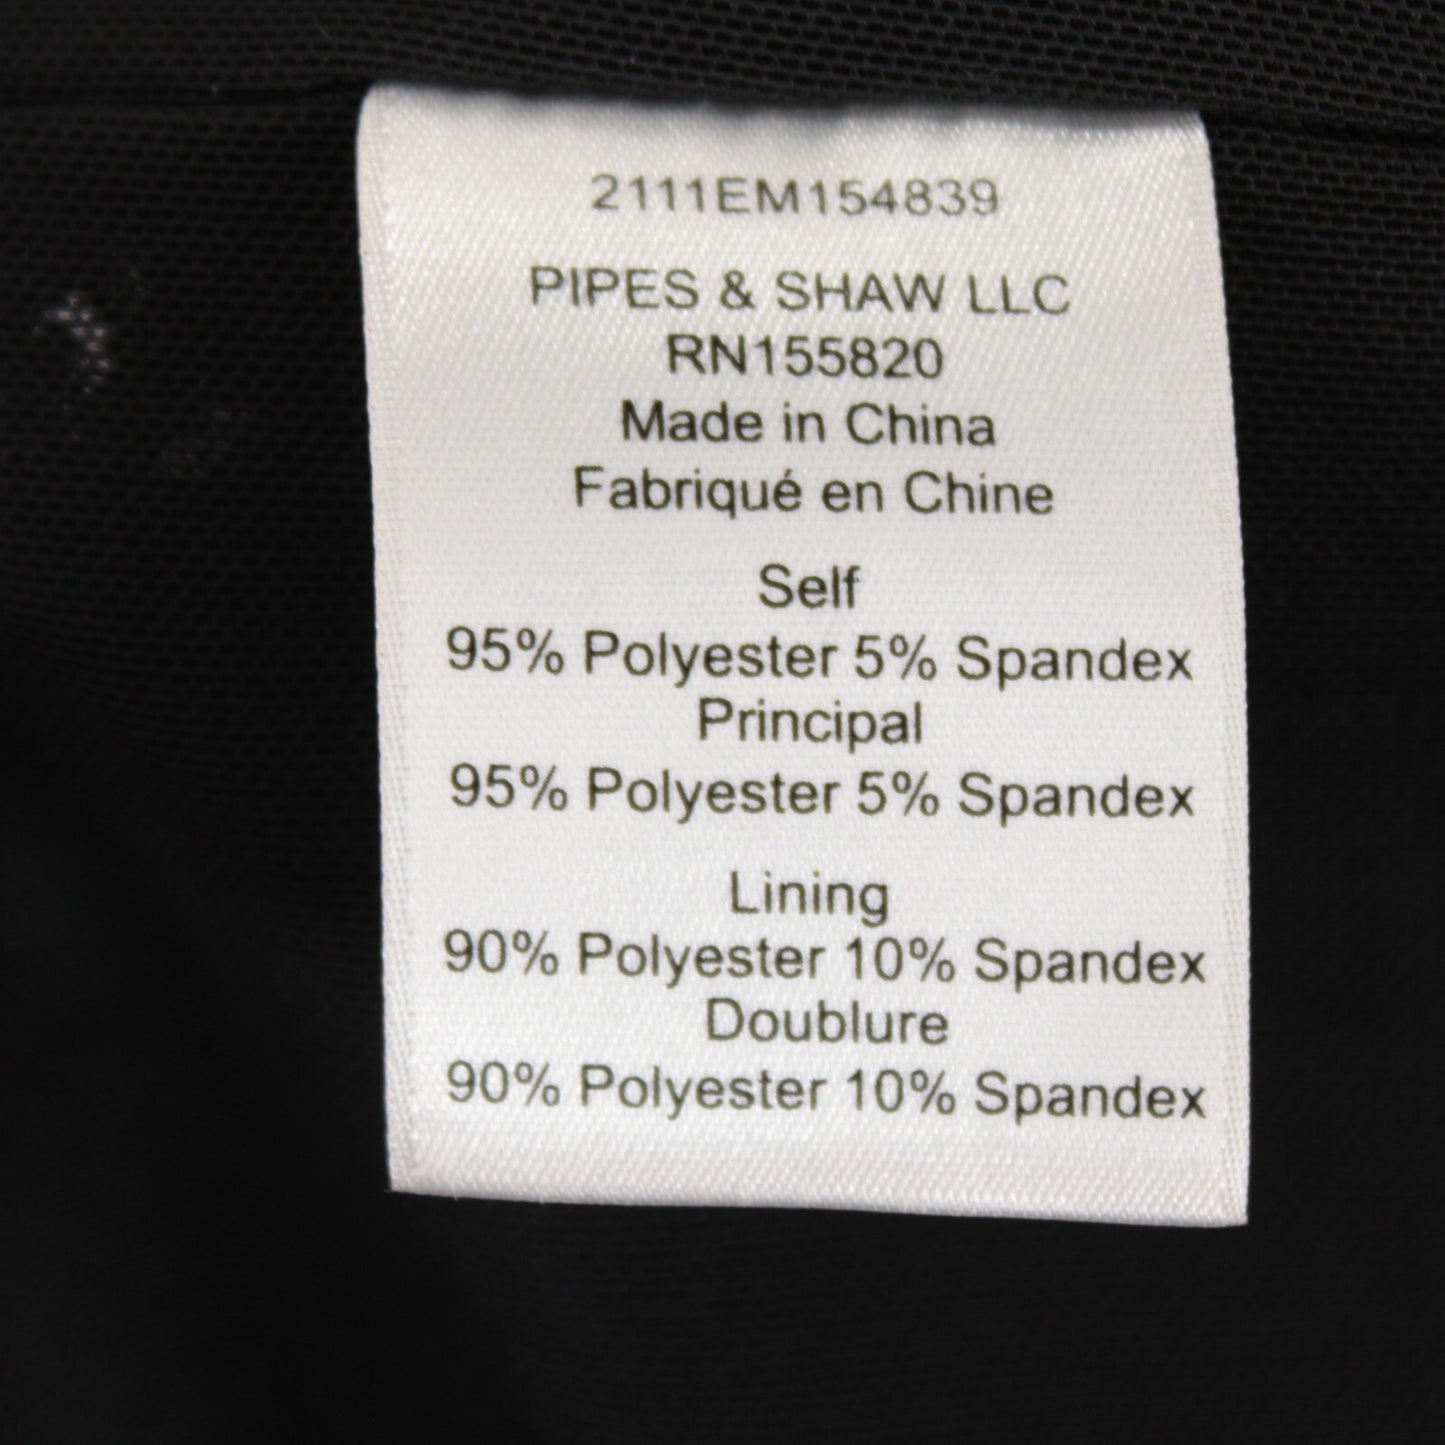 2111EM154839
PIPES & SHAW LLC
RN155820
Made in China
Fabriqué en Chine
Self
95% Polyester 5% Spandex
Principal
95% Polyester 5% Spandex
Lining
90% Polyester 10% Spandex
Doublure
90% Polyester 10% Spandex